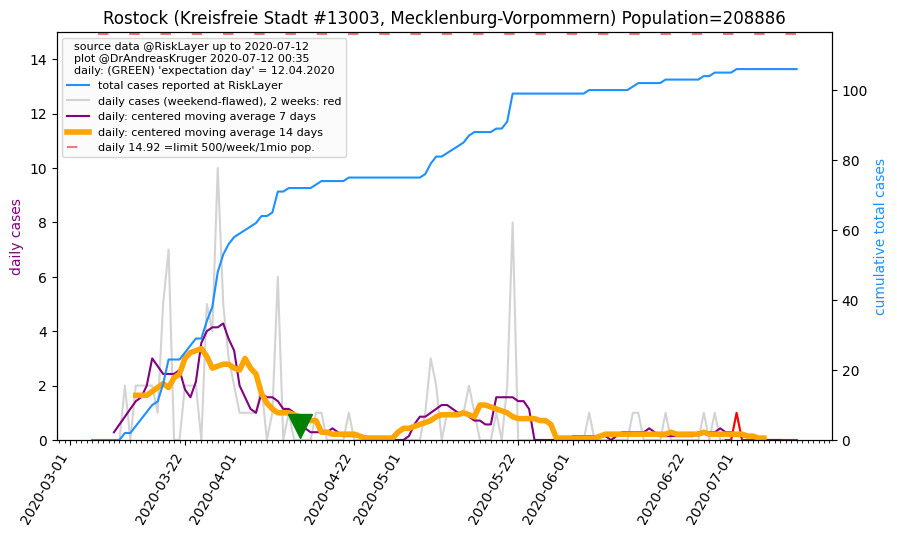 Rostock (Kreisfreie Stadt #13003, Mecklenburg-Vorpommern) Population=208886
source data @RiskLayer up to 2020-07-12
plot @DrAndreasKruger 2020-07-12 00:35
daily: (GREEN) 'expectation day' = 12.04.2020
total cases reported at RiskLayer
daily cases (weekend-flawed), 2 weeks: red
daily: centered moving average 7 days
daily: centered moving average 14 days
daily 14.92 =limit 500/week/1mio pop.
daily cases
14
12
10
8
6
4
2
0
cumulative total cases
100
80
60
40
20
0
2020-03-01
2020-03-22
2020-04-01
2020-04-22
2020-05-01
2020-05-22
2020-06-01
2020-06-22
2020-07-01